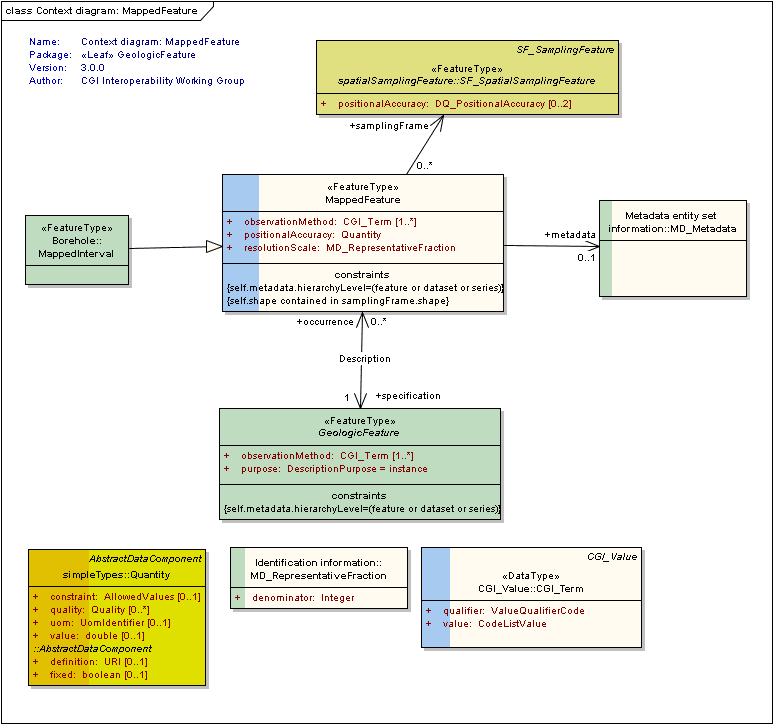 class Context diagram: MappedFeature
Name: Context diagram: MappedFeature
Package: «Leaf» GeologicFeature
Version: 3.0.0
Author: CGI Interoperability Working Group
SF_SamplingFeature
«FeatureType»
spatialSamplingFeature::SF_SpatialSamplingFeature
+ positionalAccuracy: DQ_PositionalAccuracy [0..2]
+samplingFrame
0..*
«FeatureType»
MappedFeature
+ observationMethod: CGI_Term [1..*]
+ positionalAccuracy: Quantity
+ resolutionScale: MD_RepresentativeFraction
constraints
{self.metadata.hierarchyLevel=(feature or dataset or series)}
{self.shape contained in samplingFrame.shape}
«FeatureType»
Borehole::
MappedInterval
+metadata
0..1
Metadata entity set
information::MD_Metadata
+occurrence 0..*
Description
1 +specification
«FeatureType»
GeologicFeature
+ observationMethod: CGI_Term [1..*]
+ purpose: DescriptionPurpose = instance
constraints
{self.metadata.hierarchyLevel=(feature or dataset or series)}
AbstractDataComponent
simpleTypes::Quantity
+ constraint: AllowedValues [0..1]
+ quality: Quality [0..*]
+ uom: UomIdentifier [0..1]
+ value: double [0..1]
::AbstractDataComponent
+ definition: URI [0..1]
+ fixed: boolean [0..1]
Identification information::
MD_RepresentativeFraction
+ denominator: Integer
CGI_Value
«DataType»
CGI_Value::CGI_Term
+ qualifier: ValueQualifierCode
+ value: CodeListValue